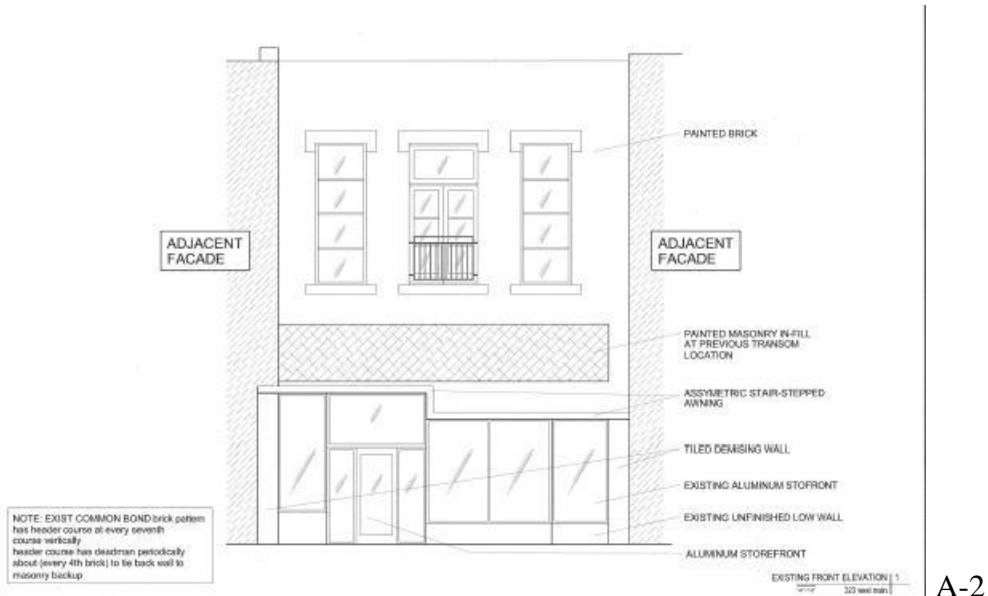 PAINTED BRICK
ADJACENT
FACADE
ADJACENT
FACADE
PAINTED MASONRY IN-FILL
AT PREVIOUS TRANSOM
LOCATION
ASSYMETRIC STAIR-STEPPED
AWNING
TILED DEMISING WALL
EXISTING ALUMINUM STOFRONT
EXISTING UNFINISHED LOW WALL
ALUMINUM STOREFRONT
NOTE: EXIST COMMON BOND brick pattern
has header course at every seventh
course vertically
header course has deadman periodically
about (every 4th brick) to tie back wall to
masonry backup
EXISTING FRONT ELEVATION 1
323 west main
A-2